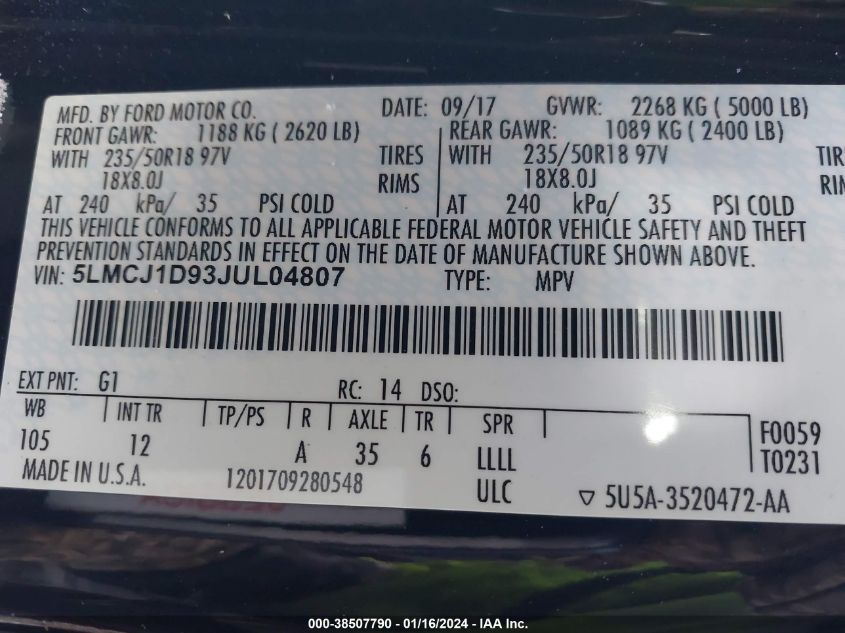 MFD. BY FORD MOTOR CO. DATE: 09/17 GVWR: 2268 KG ( 5000 LB)
FRONT GAWR: 1188 KG ( 2620 LB) REAR GAWR: 1089 KG ( 2400 LB)
WITH 235/50R18 97V TIRES WITH 235/50R18 97V TIR
18X8.0J RIMS 18X8.0J RIM
AT 240 kPa/ 35 PSI COLD AT 240 kPa/ 35 PSI COLD
THIS VEHICLE CONFORMS TO ALL APPLICABLE FEDERAL MOTOR VEHICLE SAFETY AND THEFT
PREVENTION STANDARDS IN EFFECT ON THE DATE OF MANUFACTURE SHOWN ABOVE.
VIN: 5LMCJ1D93JUL04807 TYPE: MPV
EXT PNT: G1 RC: 14 DSO:
WB INT TR TP/PS R AXLE TR SPR F0059
105 12 A 35 6 LLLL T0231
MADE IN U.S.A. 1201709280548 ULC ▽ 5U5A-3520472-AA
000-38507790 - 01/16/2024 - IAA Inc.